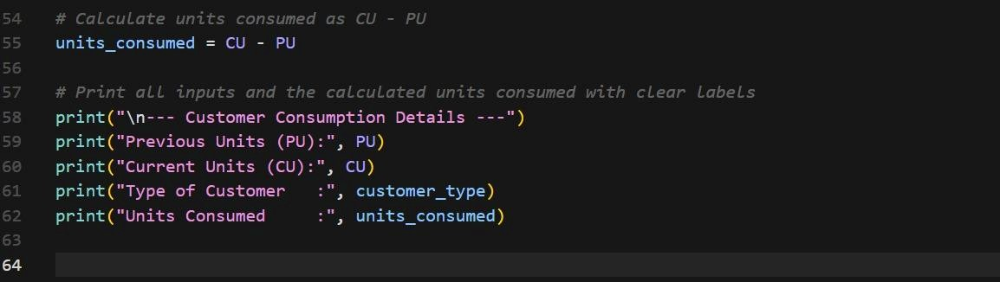 54 # Calculate units consumed as CU - PU
55 units_consumed = CU - PU
56
57 # Print all inputs and the calculated units consumed with clear labels
58 print("\n--- Customer Consumption Details ---")
59 print("Previous Units (PU):", PU)
60 print("Current Units (CU):", CU)
61 print("Type of Customer   :", customer_type)
62 print("Units Consumed     :", units_consumed)
63
64